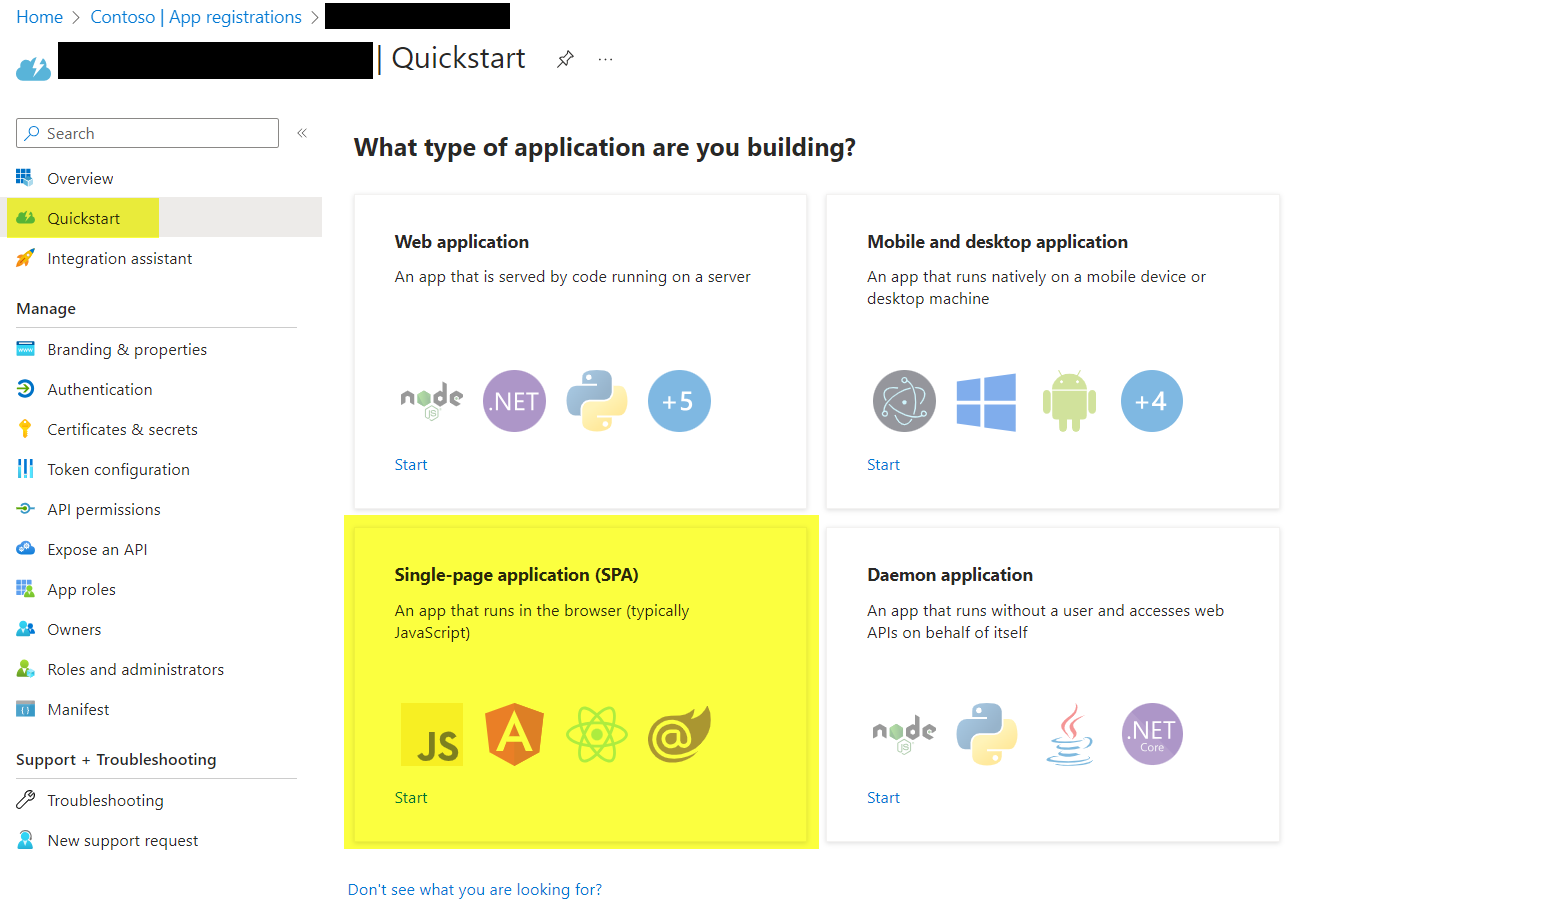 Home > Contoso | App registrations >
| Quickstart
...
Search
«
Overview
Quickstart
Integration assistant
Manage
Branding & properties
Authentication
Certificates & secrets
Token configuration
API permissions
Expose an API
App roles
Owners
Roles and administrators
Manifest
Support + Troubleshooting
Troubleshooting
New support request
What type of application are you building?
Web application
An app that is served by code running on a server
node
JS
.NET
+5
Start
Mobile and desktop application
An app that runs natively on a mobile device or
desktop machine
+4
Start
Single-page application (SPA)
An app that runs in the browser (typically
JavaScript)
JS
A
@
Start
Daemon application
An app that runs without a user and accesses web
APIs on behalf of itself
node
JS
.NET
Core
Start
Don't see what you are looking for?